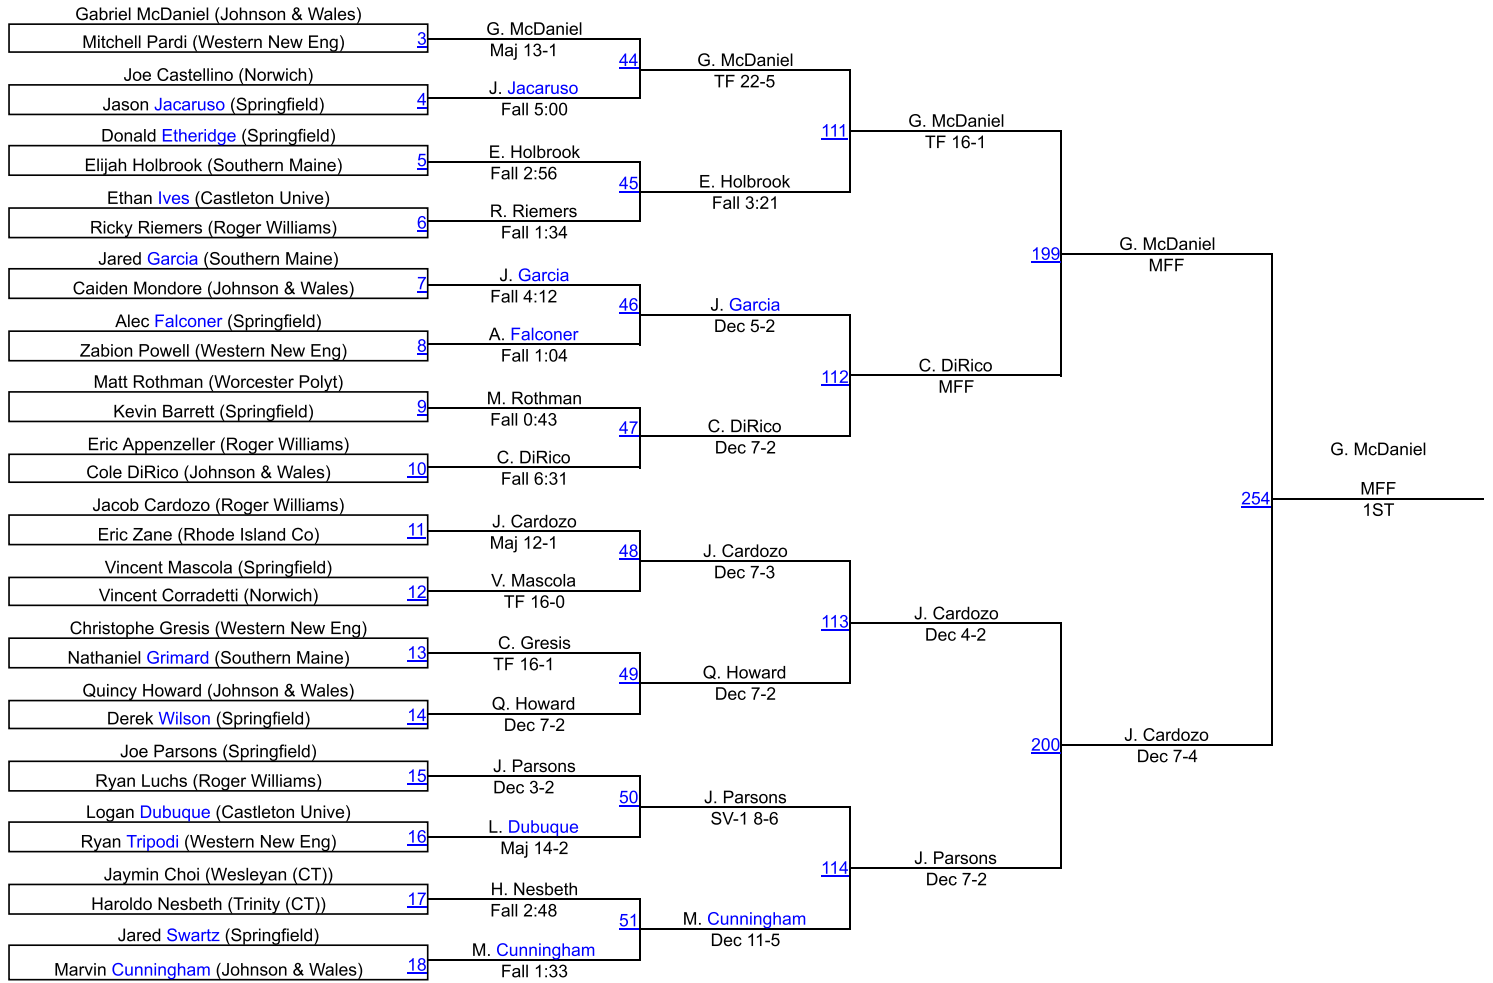 Gabriel McDaniel (Johnson & Wales)
Mitchell Pardi (Western New Eng) 3
Joe Castellino (Norwich)
Jason Jacaruso (Springfield) 4
Donald Etheridge (Springfield)
Elijah Holbrook (Southern Maine) 5
Ethan Ives (Castleton Unive)
Ricky Riemers (Roger Williams) 6
Jared Garcia (Southern Maine)
Caiden Mondore (Johnson & Wales) 7
Alec Falconer (Springfield)
Zabion Powell (Western New Eng) 8
Matt Rothman (Worcester Polyt)
Kevin Barrett (Springfield) 9
Eric Appenzeller (Roger Williams)
Cole DiRico (Johnson & Wales) 10
Jacob Cardozo (Roger Williams)
Eric Zane (Rhode Island Co) 11
Vincent Mascola (Springfield)
Vincent Corradetti (Norwich) 12
Christophe Gresis (Western New Eng)
Nathaniel Grimard (Southern Maine) 13
Quincy Howard (Johnson & Wales)
Derek Wilson (Springfield) 14
Joe Parsons (Springfield)
Ryan Luchs (Roger Williams) 15
Logan Dubuque (Castleton Unive)
Ryan Tripodi (Western New Eng) 16
Jaymin Choi (Wesleyan (CT))
Haroldo Nesbeth (Trinity (CT)) 17
Jared Swartz (Springfield)
Marvin Cunningham (Johnson & Wales) 18
G. McDaniel
Maj 13-1
44
J. Jacaruso
Fall 5:00
E. Holbrook
Fall 2:56
45
R. Riemers
Fall 1:34
J. Garcia
Fall 4:12
46
A. Falconer
Fall 1:04
M. Rothman
Fall 0:43
47
C. DiRico
Fall 6:31
J. Cardozo
Maj 12-1
48
V. Mascola
TF 16-0
C. Gresis
TF 16-1
49
Q. Howard
Dec 7-2
J. Parsons
Dec 3-2
50
L. Dubuque
Maj 14-2
H. Nesbeth
Fall 2:48
51
M. Cunningham
Fall 1:33
G. McDaniel
TF 22-5
111
E. Holbrook
Fall 3:21
J. Garcia
Dec 5-2
112
C. DiRico
Dec 7-2
J. Cardozo
Dec 7-3
113
Q. Howard
Dec 7-2
J. Parsons
SV-1 8-6
114
M. Cunningham
Dec 11-5
G. McDaniel
TF 16-1
199
C. DiRico
MFF
J. Cardozo
Dec 4-2
200
J. Parsons
Dec 7-2
G. McDaniel
MFF
254
J. Cardozo
Dec 7-4
G. McDaniel
MFF
1ST